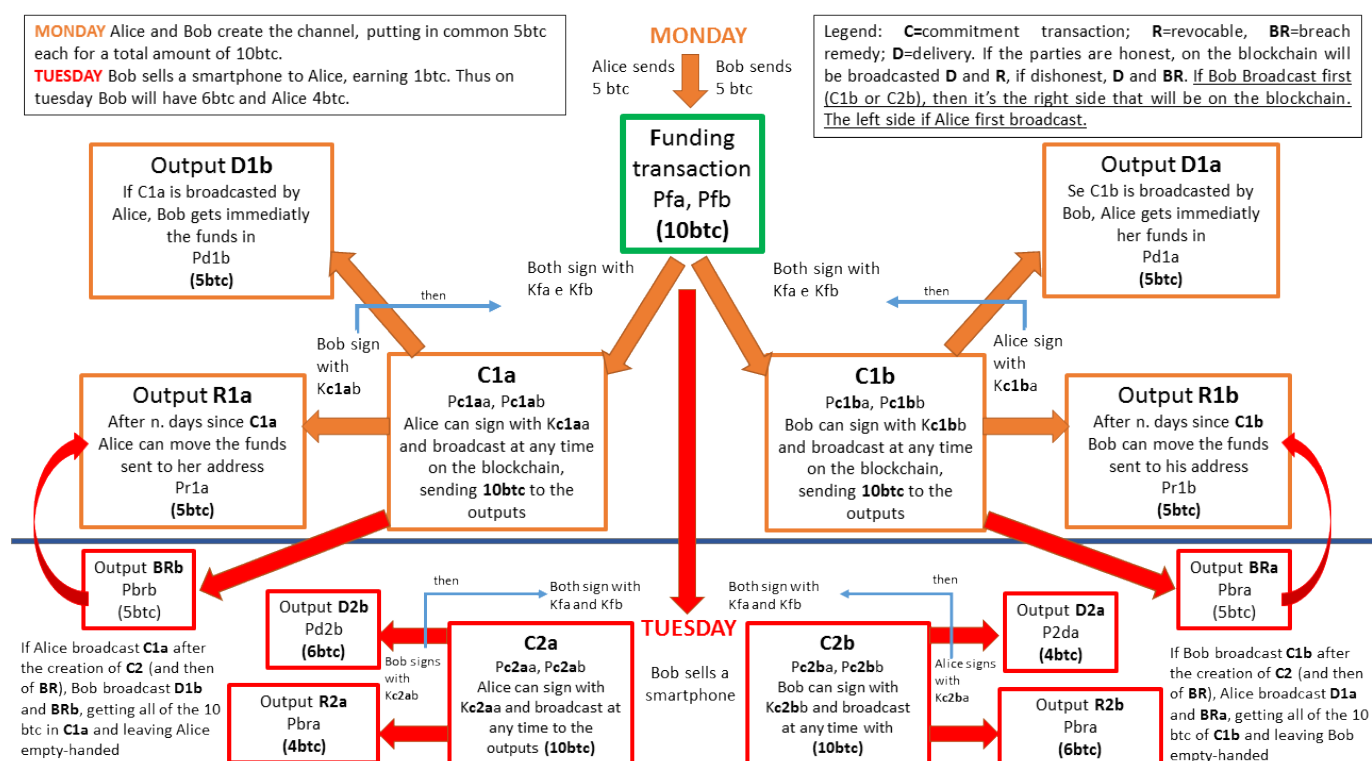 MONDAY Alice and Bob create the channel, putting in common 5btc
each for a total amount of 10btc.
TUESDAY Bob sells a smartphone to Alice, earning 1btc. Thus on
tuesday Bob will have 6btc and Alice 4btc.
MONDAY
Alice sends
5 btc
Bob sends
5 btc
Legend: C=commitment transaction; R=revocable, BR=breach
remedy; D=delivery. If the parties are honest, on the blockchain will
be broadcasted D and R, if dishonest, D and BR. If Bob Broadcast first
(C1b or C2b), then it's the right side that will be on the blockchain.
The left side if Alice first broadcast.
Funding
transaction
Pfa, Pfb
(10btc)
Output D1b
If C1a is broadcasted by
Alice, Bob gets immediatly
the funds in
Pd1b
(5btc)
Output D1a
Se C1b is broadcasted by
Bob, Alice gets immediatly
her funds in
Pd1a
(5btc)
Both sign with
Kfa e Kfb
Both sign with
Kfa e Kfb
then
then
Bob sign
with
Kc1ab
Alice sign
with
Kc1ba
Output R1a
After n. days since C1a
Alice can move the funds
sent to her address
Pr1a
(5btc)
C1a
Pc1aa, Pc1ab
Alice can sign with Kc1aa
and broadcast at any time
on the blockchain,
sending 10btc to the
outputs
C1b
Pc1ba, Pc1bb
Bob can sign with Kc1bb
and broadcast at any time
on the blockchain,
sending 10btc to the
outputs
Output R1b
After n. days since C1b
Bob can move the funds
sent to his address
Pr1b
(5btc)
Output BRb
Pbrb
(5btc)
If Alice broadcast C1a after
the creation of C2 (and then
of BR), Bob broadcast D1b
and BRb, getting all of the 10
btc in C1a and leaving Alice
empty-handed
Output D2b
Pd2b
(6btc)
Output R2a
Pbra
(4btc)
then
Bob signs
with
Kc2ab
Both sign with
Kfa and Kfb
C2a
Pc2aa, Pc2ab
Alice can sign with
Kc2aa and broadcast at
any time to the
outputs (10btc)
TUESDAY
Bob sells a
smartphone
Both sign with
Kfa and Kfb
then
Alice signs
with
Kc2ba
C2b
Pc2ba, Pc2bb
Bob can sign with
Kc2bb and broadcast
at any time with
(10btc)
Output D2a
P2da
(4btc)
Output R2b
Pbra
(6btc)
Output BRa
Pbra
(5btc)
If Bob broadcast C1b after
the creation of C2 (and then
of BR), Alice broadcast D1a
and BRa, getting all of the 10
btc of C1b and leaving Bob
empty-handed